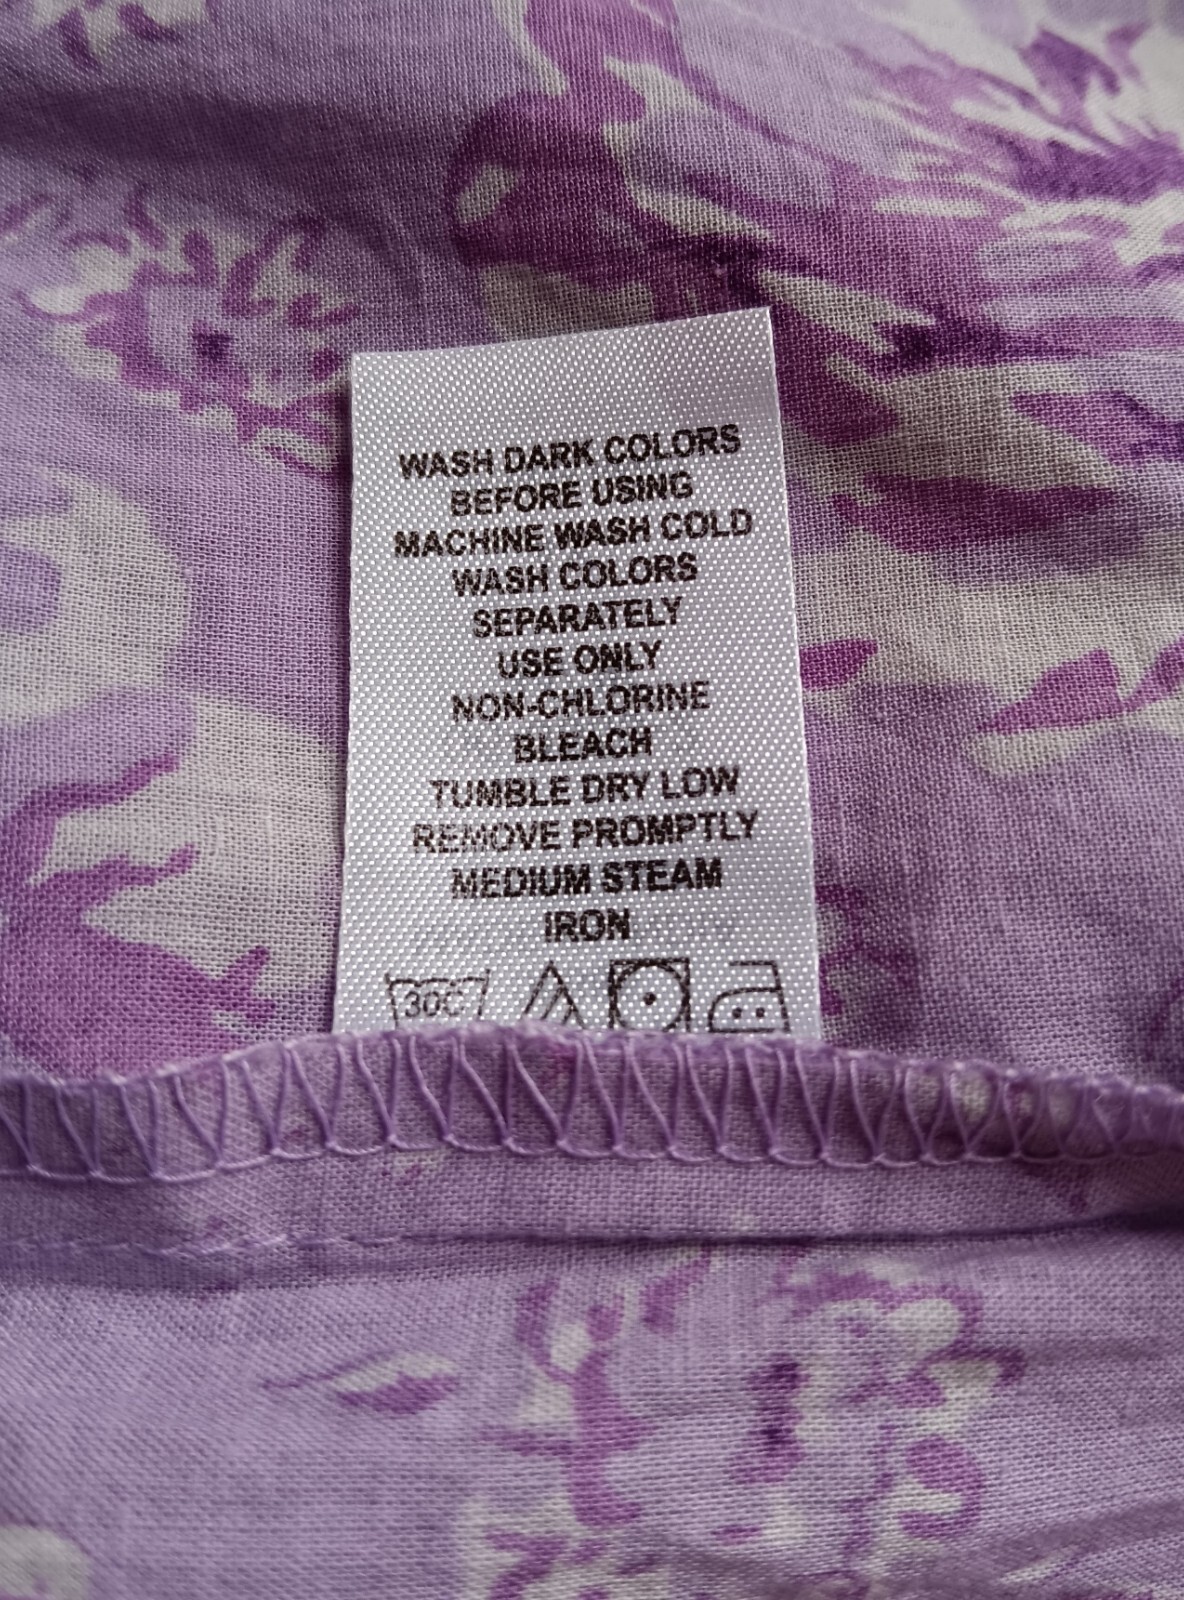 WASH DARK COLORS
BEFORE USING
MACHINE WASH COLD
WASH COLORS
SEPARATELY
USE ONLY
NON-CHLORINE
BLEACH
TUMBLE DRY LOW
REMOVE PROMPTLY
MEDIUM STEAM
IRON
30C